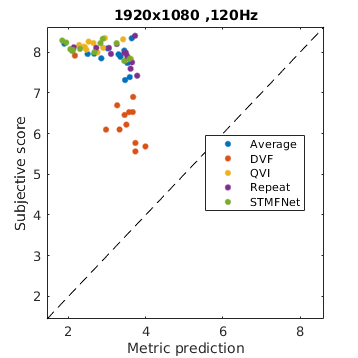 1920x1080 ,120Hz
Subjective score
8
7
6
5
4
3
2
Average
DVF
QVI
Repeat
STMFNet
2 4 6 8
Metric prediction